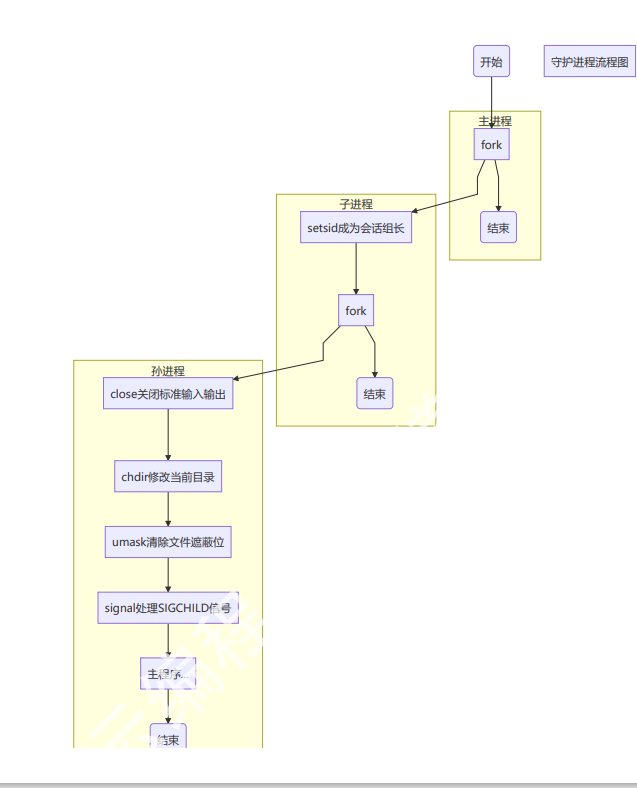 开始
守护进程流程图
主进程
fork
子进程
setsid成为会话组长
结束
fork
孙进程
close关闭标准输入输出
结束
chdir修改当前目录
umask清除文件遮蔽位
signal处理SIGCHILD信号
主程序...
结束